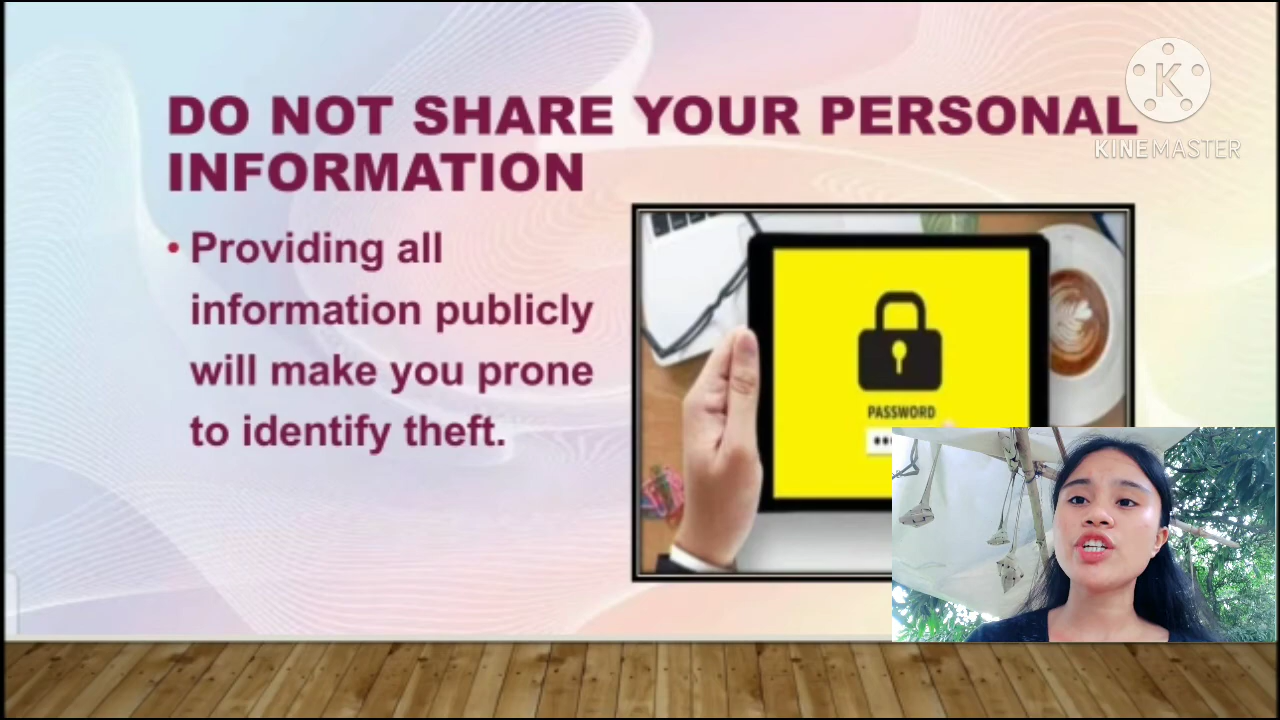 DO NOT SHARE YOUR PERSONAL
INFORMATION
K
KINEMASTER
• Providing all
information publicly
will make you prone
to identify theft.
PASSWORD